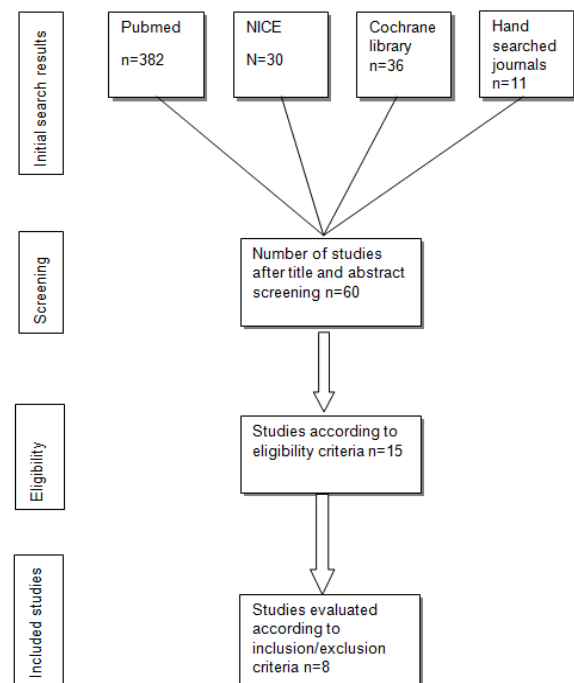 Initial search results
Pubmed
n=382
NICE
N=30
Cochrane
library
n=36
Hand
searched
journals
n=11
Screening
Number of studies
after title and abstract
screening n=60
Eligibility
Studies according to
eligibility criteria n=15
Included studies
Studies evaluated
according to
inclusion/exclusion
criteria n=8